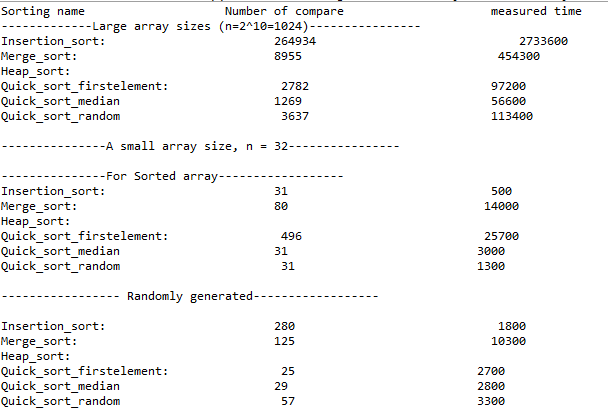 Sorting name Number of compare measured time
-------------Large array sizes (n=2^10=1024)----------------
Insertion_sort: 264934 2733600
Merge_sort: 8955 454300
Heap_sort:
Quick_sort_firstelement: 2782 97200
Quick_sort_median 1269 56600
Quick_sort_random 3637 113400
---------------A small array size, n = 32----------------
---------------For Sorted array------------------
Insertion_sort: 31 500
Merge_sort: 80 14000
Heap_sort:
Quick_sort_firstelement: 496 25700
Quick_sort_median 31 3000
Quick_sort_random 31 1300
----------------- Randomly generated------------------
Insertion_sort: 280 1800
Merge_sort: 125 10300
Heap_sort:
Quick_sort_firstelement: 25 2700
Quick_sort_median 29 2800
Quick_sort_random 57 3300